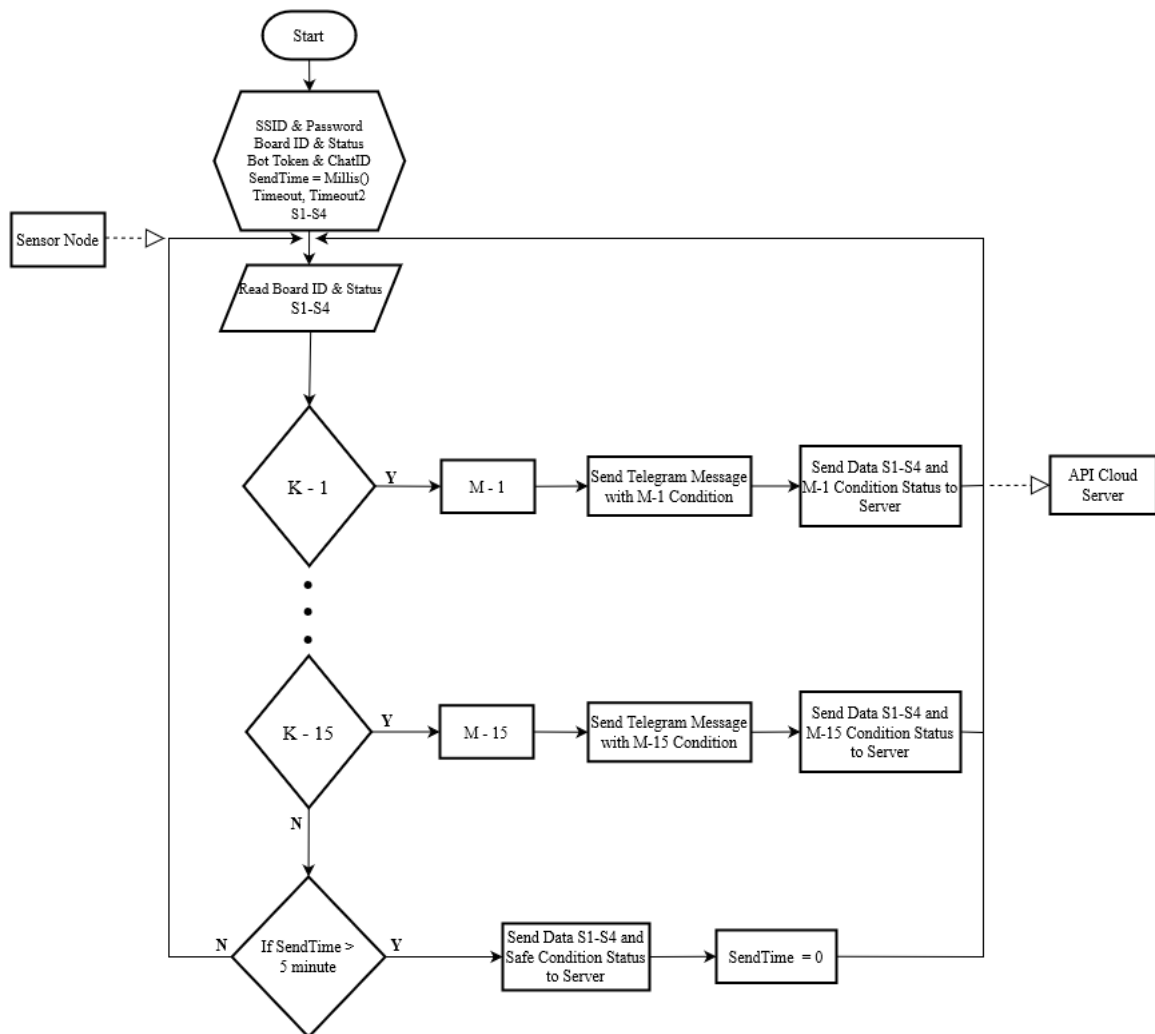 Start
SSID & Password
Board ID & Status
Bot Token & ChatID
SendTime = Millis()
Timeout, Timeout2
S1-S4
Sensor Node
Read Board ID & Status
S1-S4
K - 1
Y
M - 1
Send Telegram Message
with M-1 Condition
Send Data S1-S4 and
M-1 Condition Status to
Server
API Cloud
Server
K - 15
Y
M - 15
Send Telegram Message
with M-15 Condition
Send Data S1-S4 and
M-15 Condition Status
to Server
N
If SendTime >
5 minute
N
Y
Send Data S1-S4 and
Safe Condition Status
to Server
SendTime = 0